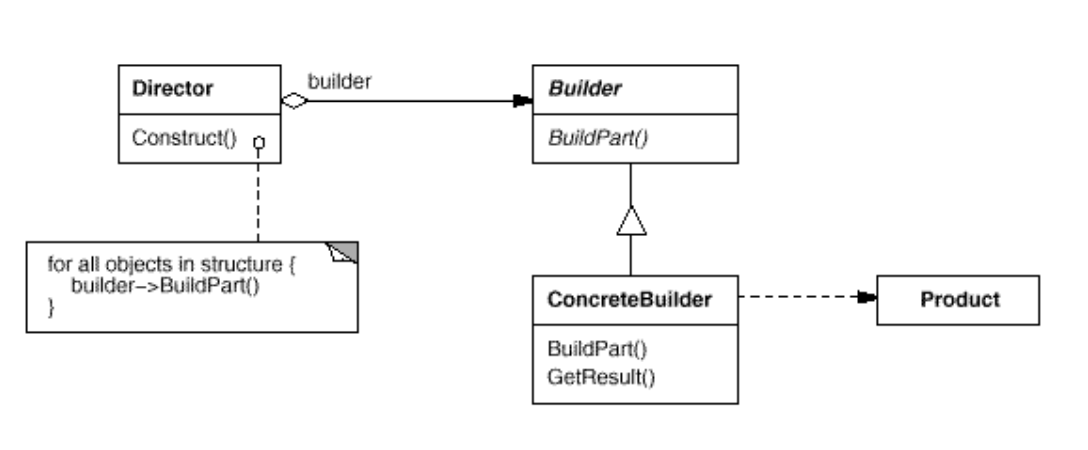 Director
builder
Builder
Construct()
BuildPart()
for all objects in structure {
builder–>BuildPart()
}
ConcreteBuilder
Product
BuildPart()
GetResult()